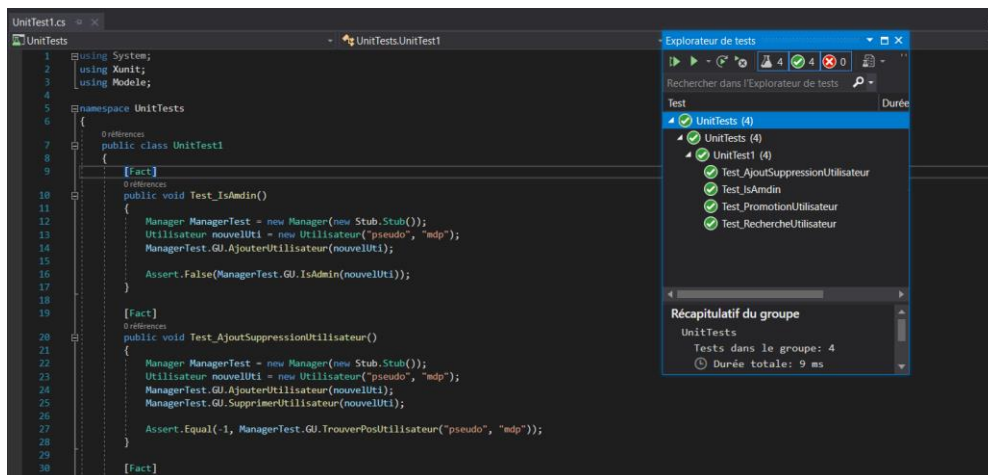 UnitTest1.cs
UnitTests
UnitTests.UnitTest1
1 using System;
2 using Xunit;
3 using Modele;
4
5 namespace UnitTests
6 {
0 références
7 public class UnitTest1
8 {
9 [Fact]
0 références
10 public void Test_IsAmdin()
11 {
12 Manager ManagerTest = new Manager(new Stub.Stub());
13 Utilisateur nouvelUti = new Utilisateur("pseudo", "mdp");
14 ManagerTest.GU.AjouterUtilisateur(nouvelUti);
15
16 Assert.False(ManagerTest.GU.IsAdmin(nouvelUti));
17 }
18
19 [Fact]
0 références
20 public void Test_AjoutSuppressionUtilisateur()
21 {
22 Manager ManagerTest = new Manager(new Stub.Stub());
23 Utilisateur nouvelUti = new Utilisateur("pseudo", "mdp");
24 ManagerTest.GU.AjouterUtilisateur(nouvelUti);
25 ManagerTest.GU.SupprimerUtilisateur(nouvelUti);
26
27 Assert.Equal(-1, ManagerTest.GU.TrouverPosUtilisateur("pseudo", "mdp"));
28 }
29
30 [Fact]
Explorateur de tests
4 4 0
Rechercher dans l'Explorateur de tests
Test Durée
UnitTests (4)
UnitTests (4)
UnitTest1 (4)
Test_AjoutSuppressionUtilisateur
Test_IsAmdin
Test_PromotionUtilisateur
Test_RechercheUtilisateur
Récapitulatif du groupe
UnitTests
Tests dans le groupe: 4
Durée totale: 9 ms